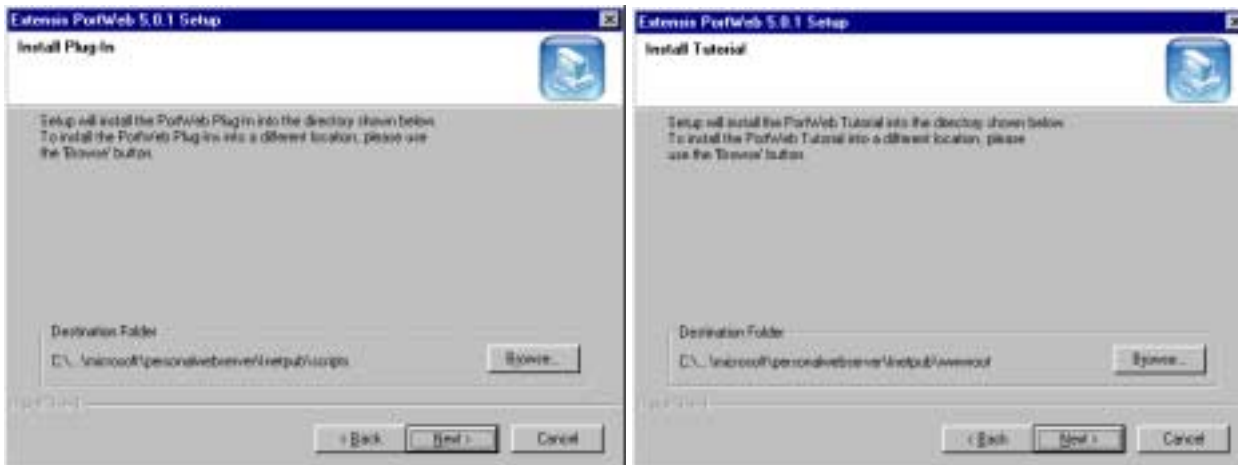 Extensis PortWeb 5.0.1 Setup
Install Plug-In
Setup will install the PortWeb Plug-In into the directory shown below.
To install the PortWeb Plug-Ins into a different location, please use
the 'Browse' button.
Destination Folder
C:\...\microsoft\personalwebserver\Inetpub\scripts
Browse...
InstallShield
< Back
Next >
Cancel
Extensis PortWeb 5.0.1 Setup
Install Tutorial
Setup will install the PortWeb Tutorial into the directory shown below.
To install the PortWeb Tutorial into a different location, please
use the 'Browse' button.
Destination Folder
C:\...\microsoft\personalwebserver\Inetpub\wwwroot
Browse...
InstallShield
< Back
Next >
Cancel